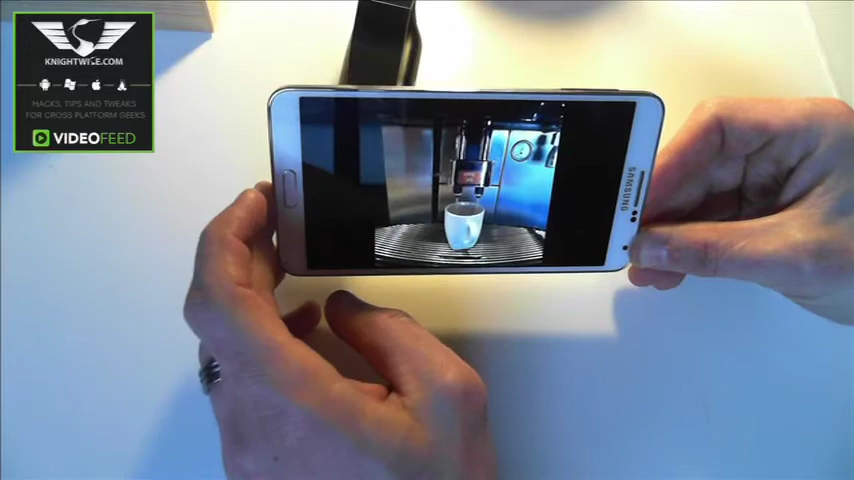 KNIGHTWISE.COM
HACKS, TIPS AND TWEAKS
FOR CROSS PLATFORM GEEKS
VIDEOFEED
SAMSUNG